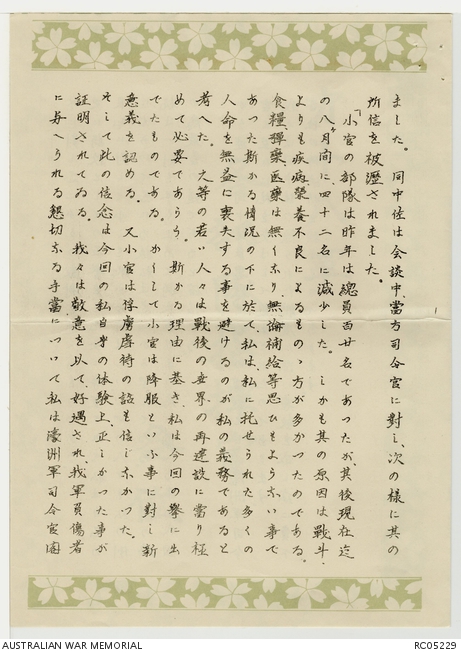 ました。同中佐は会談中當方司令官に對し、次の様に其の
所信を被瀝されました。
「小官の部隊は昨年は總員百廿名であつたが、其後現在迄
の八ヶ月間に、四十二名に減少した。しかも其の原因は戰斗
よりも疾病、榮養不良によるものゝ方が多かつたのである。
食糧、彈藥、医藥は無くなり、無論補給等思ひもよらない事で
あつた斯かる情況の下に於て、私は、私に托せられた多くの
人命を無益に喪失する事を避けるのが私の義務であると
考へた。之等の若い人々は戰後の世界の再建設に當り極
めて必要であらう。斯かる理由に基き、私は今回の擧に出
でたものである。かくして小官は降服といふ事に對し新
意義を認める。又小官は俘虜虐待の話を信じなかつた。
そして此の信念は今回の私自身の体験上、正しかつた事が
証明されてゐる。我々は敬意を以て好遇され、我軍負傷者
に与へられる懇切なる手當について私は濠洲軍司令官閣
AUSTRALIAN WAR MEMORIAL
RC05229